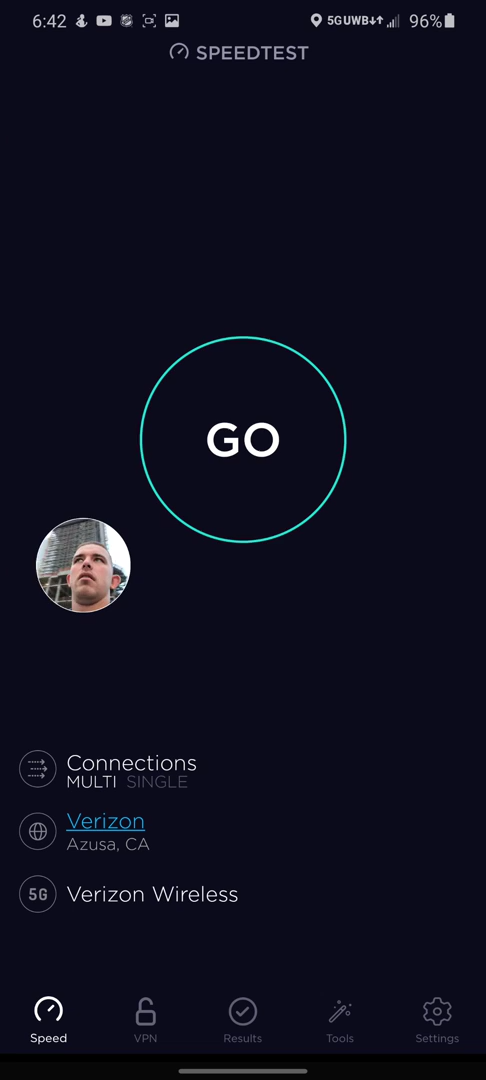 6:42 5GUWB 96%
SPEEDTEST
GO
Connections
MULTI SINGLE
Verizon
Azusa, CA
5G Verizon Wireless
Speed VPN Results Tools Settings